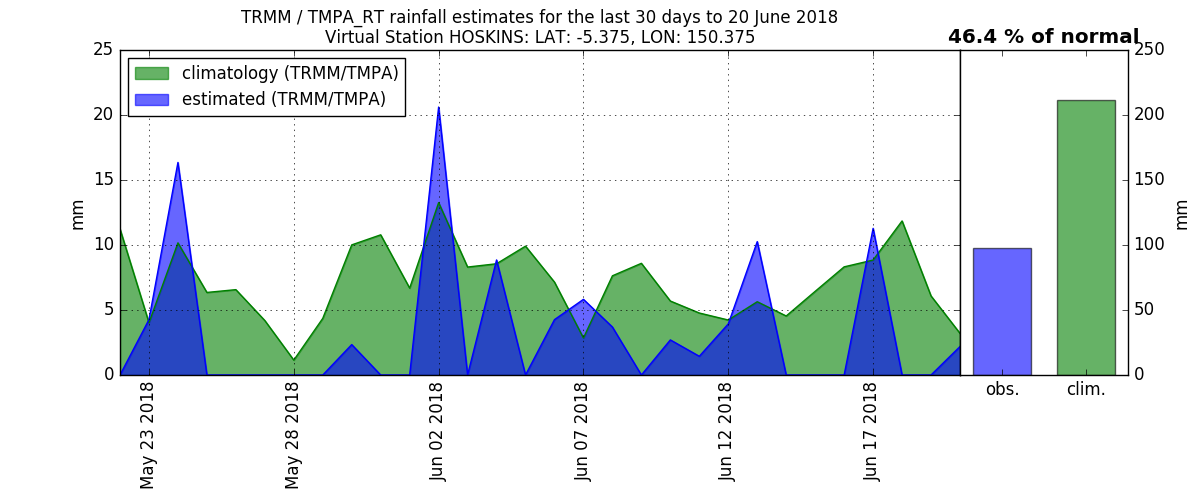 TRMM / TMPA_RT rainfall estimates for the last 30 days to 20 June 2018
Virtual Station HOSKINS: LAT: -5.375, LON: 150.375
46.4 % of normal
climatology (TRMM/TMPA)
estimated (TRMM/TMPA)
mm
25
20
15
10
5
0
May 23 2018
May 28 2018
Jun 02 2018
Jun 07 2018
Jun 12 2018
Jun 17 2018
250
200
150
100
50
0
mm
obs.
clim.